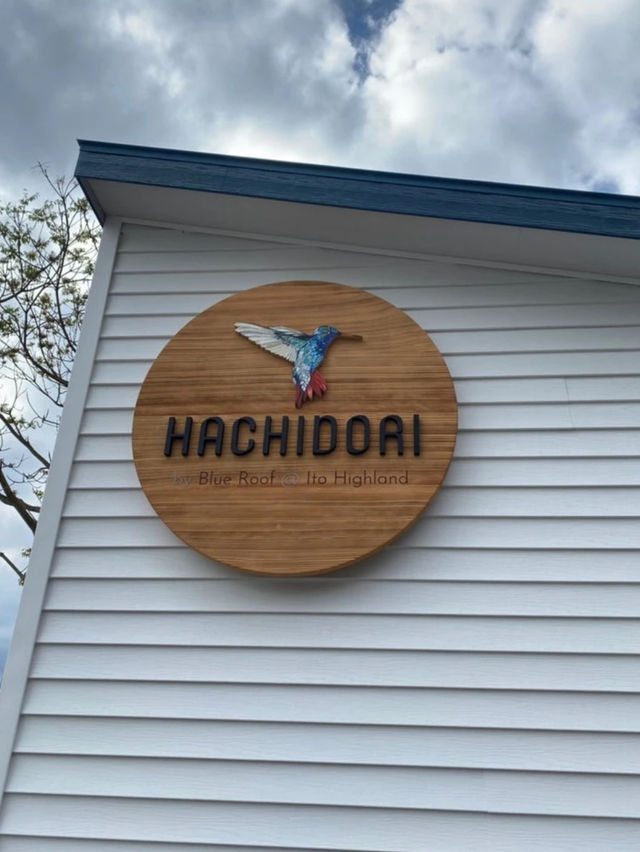 HACHIDORI
by Blue Roof @ Ito Highland